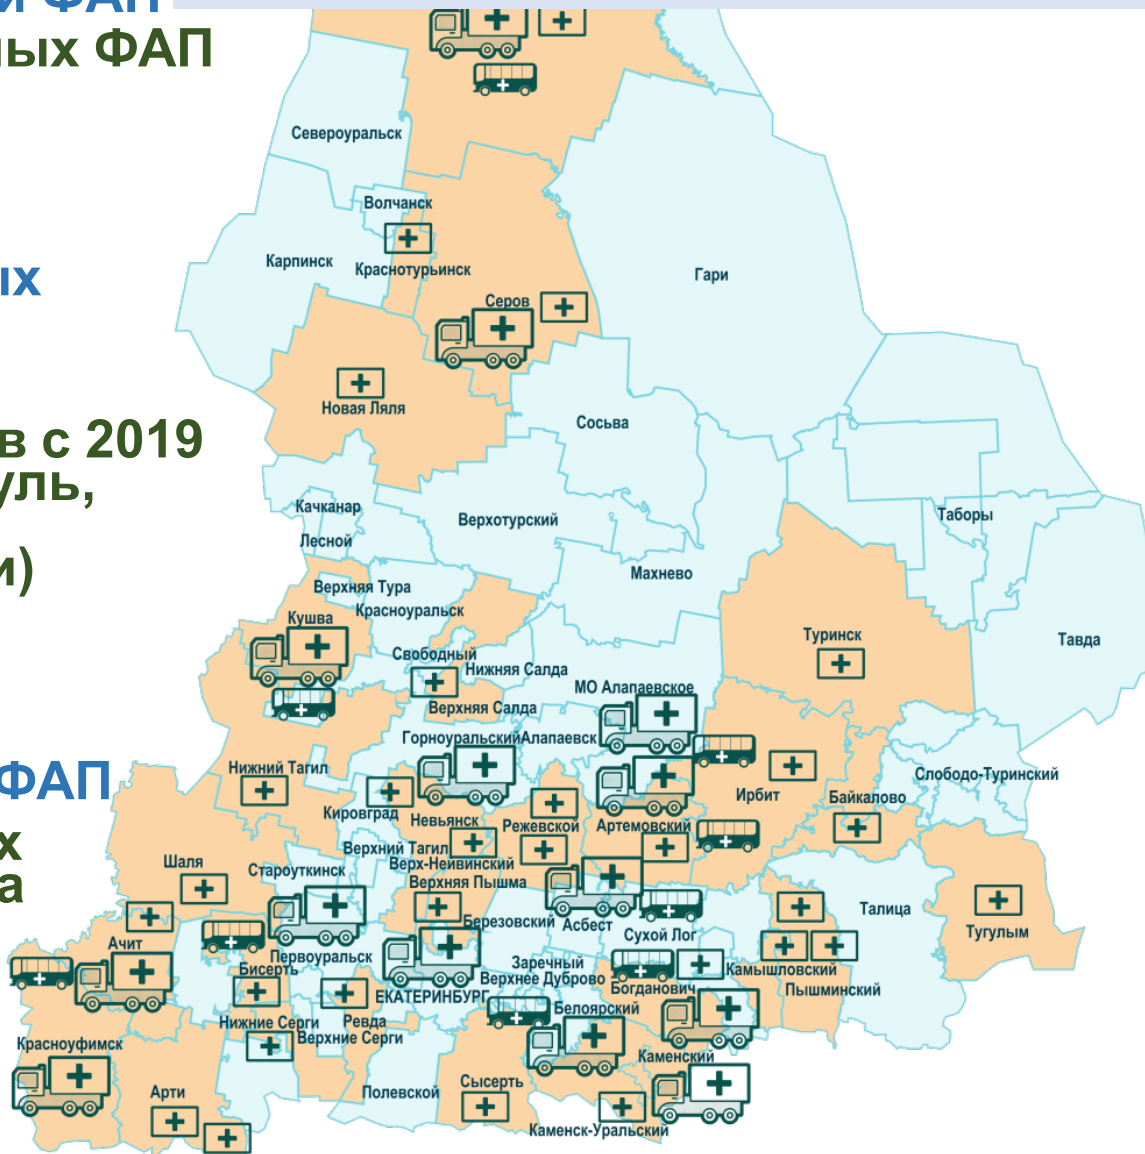 й ФАП
ных ФАП
ых
в с 2019
уль,
и)
ФАП
х
а
Североуральск
Волчанск
Карпинск
Краснотурьинск
Гари
Серов
Новая Ляля
Сосьва
Качканар
Верхотурский
Таборы
Лесной
Махнево
Верхняя Тура
Красноуральск
Кушва
Туринск
Тавда
Свободный
Нижняя Салда
МО Алапаевское
Верхняя Салда
Горноуральский
Алапаевск
Нижний Тагил
Слободо-Туринский
Ирбит
Байкалово
Кировград
Невьянск
Режевской
Артемовский
Верхний Тагил
Верх-Нейвинский
Шаля
Староуткинск
Верхняя Пышма
Талица
Березовский
Асбест
Сухой Лог
Тугулым
Ачит
Первоуральск
Бисерть
Заречный
Камышловский
Верхнее Дуброво
Богданович
Пышминский
ЕКАТЕРИНБУРГ
Белоярский
Нижние Серги
Ревда
Верхние Серги
Красноуфимск
Каменский
Арти
Полевской
Сысерть
Каменск-Уральский